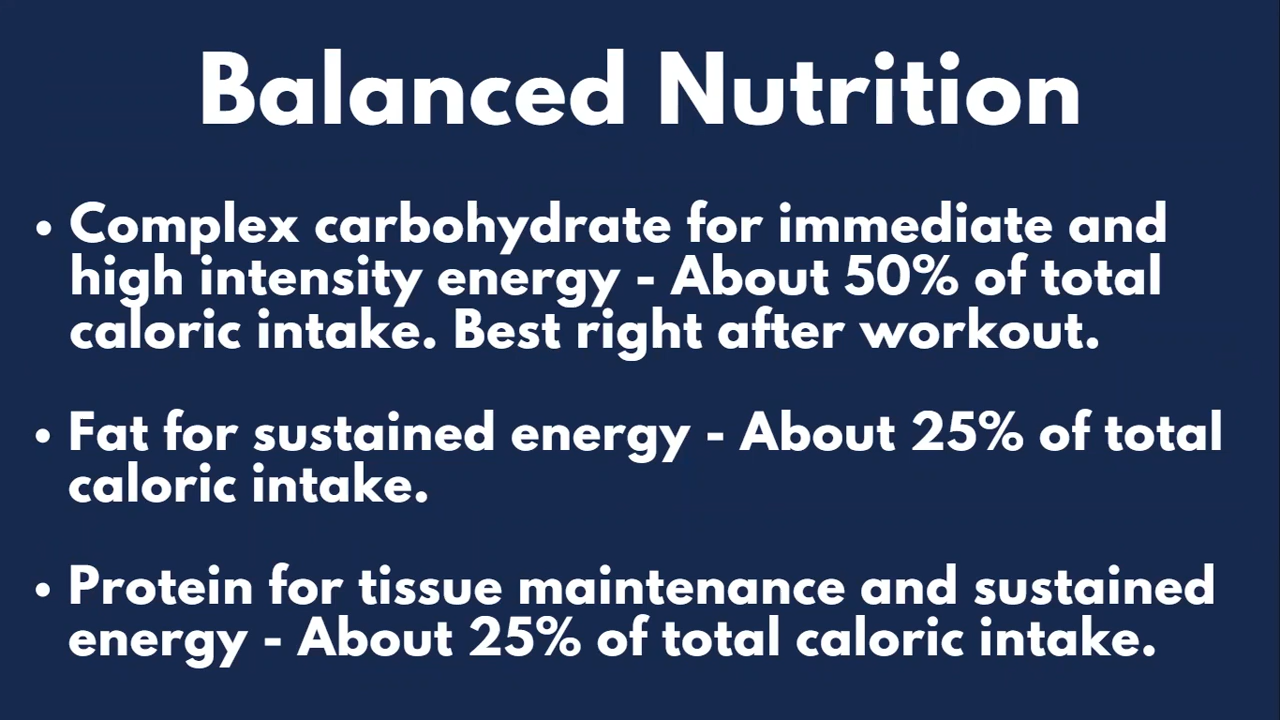 Balanced Nutrition
• Complex carbohydrate for immediate and
high intensity energy - About 50% of total
caloric intake. Best right after workout.
• Fat for sustained energy - About 25% of total
caloric intake.
• Protein for tissue maintenance and sustained
energy - About 25% of total caloric intake.